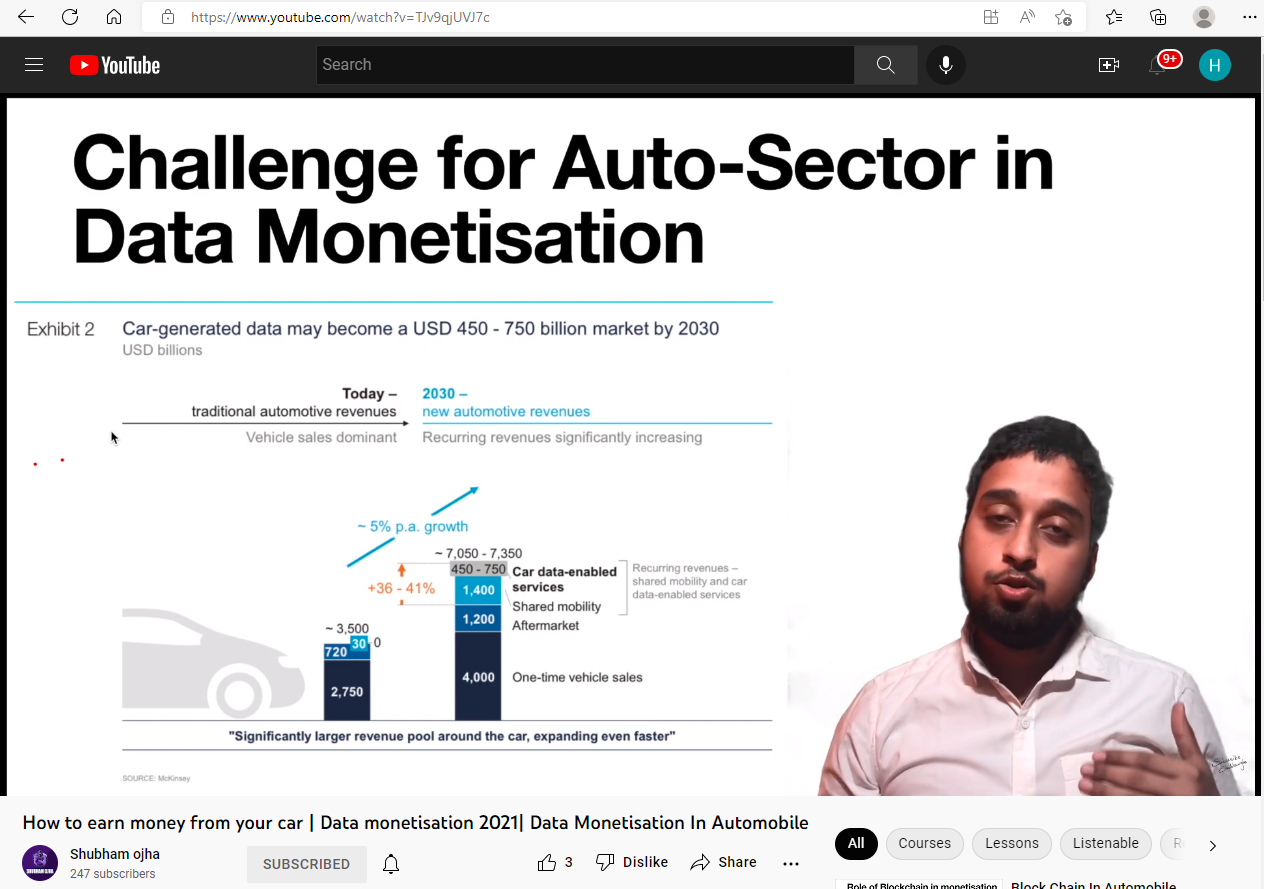 https://www.youtube.com/watch?v=TJv9qjUVJ7c
YouTube
Search
9+
H
Challenge for Auto-Sector in
Data Monetisation
Exhibit 2
Car-generated data may become a USD 450 - 750 billion market by 2030
USD billions
Today –
traditional automotive revenues
Vehicle sales dominant
2030 –
new automotive revenues
Recurring revenues significantly increasing
~ 5% p.a. growth
~ 7,050 - 7,350
+36 - 41%
450 - 750
1,400
1,200
4,000
Car data-enabled
services
Shared mobility
Aftermarket
One-time vehicle sales
Recurring revenues –
shared mobility and car
data-enabled services
~ 3,500
30
0
720
2,750
"Significantly larger revenue pool around the car, expanding even faster"
SOURCE: McKinsey
How to earn money from your car | Data monetisation 2021| Data Monetisation In Automobile
SHUBHAM OJHA
Shubham ojha
247 subscribers
SUBSCRIBED
3
Dislike
Share
All
Courses
Lessons
Listenable
Role of Blockchain in monetisation
Block Chain In Automobile